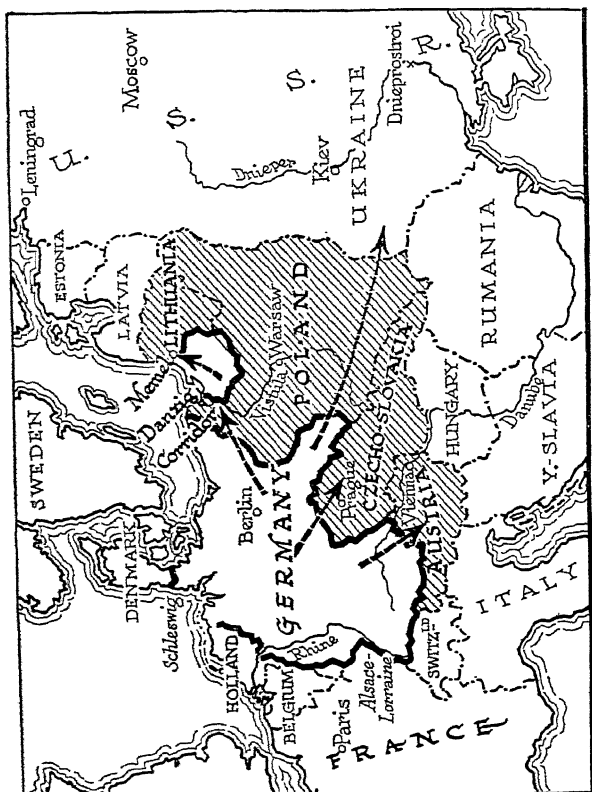 SWEDEN
Leningrad
ESTONIA
U. S. S. R.
Moscow
LATVIA
DENMARK
Memel
LITHUANIA
Schleswig
Danzig
Corridor
HOLLAND
Berlin
Vistula
Warsaw
Dnieper
BELGIUM
GERMANY
POLAND
Kiev
Rhine
Paris
Prague
UKRAINE
Alsace-
Lorraine
CZECHO-SLOVAKIA
Dnieprostroi
FRANCE
Vienna
SWITZ-LD
AUSTRIA
HUNGARY
RUMANIA
Danube
ITALY
Y.-SLAVIA